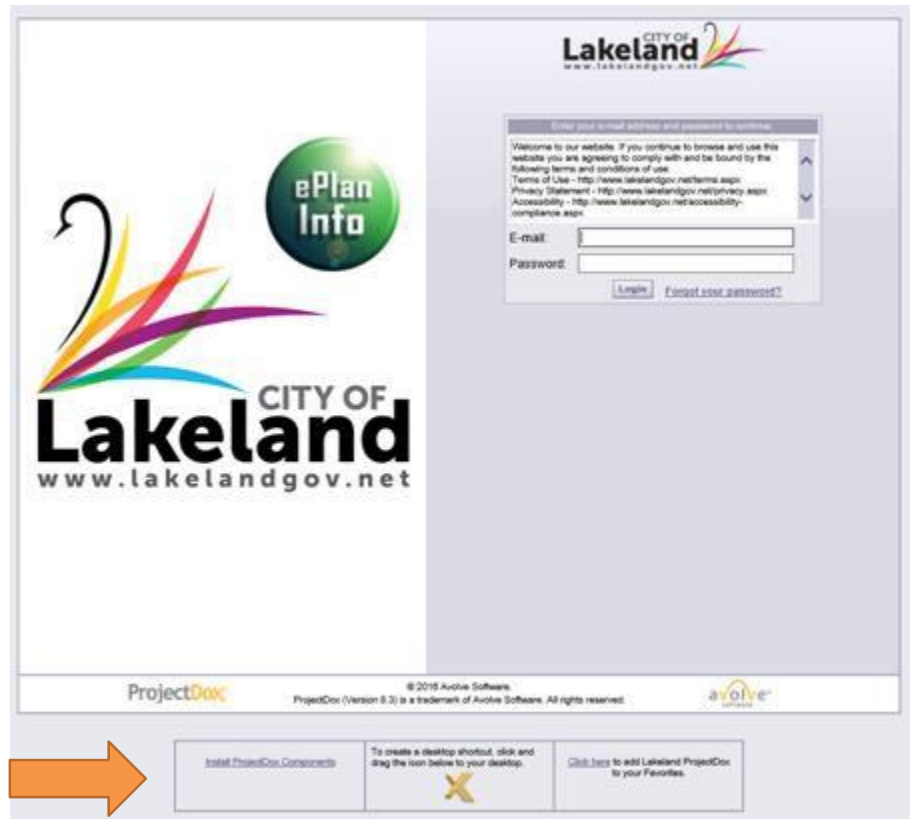 ePlan
Info
CITY OF
Lakeland
www.lakelandgov.net
CITY OF
Lakeland
www.lakelandgov.net
Enter your e-mail address and password to continue
Welcome to our website. If you continue to browse and use this
website you are agreeing to comply with and be bound by the
following terms and conditions of use
Terms of Use - http://www.lakelandgov.net/terms.aspx
Privacy Statement - http://www.lakelandgov.net/privacy.aspx
Accessibility - http://www.lakelandgov.net/accessibility-
compliance.aspx
E-mail:
Password:
Login Forgot your password?
ProjectDox
© 2016 Avolve Software.
ProjectDox (Version 8.3) is a trademark of Avolve Software. All rights reserved.
avolve
software
Install ProjectDox Components
To create a desktop shortcut, click and
drag the icon below to your desktop.
Click here to add Lakeland ProjectDox
to your Favorites.